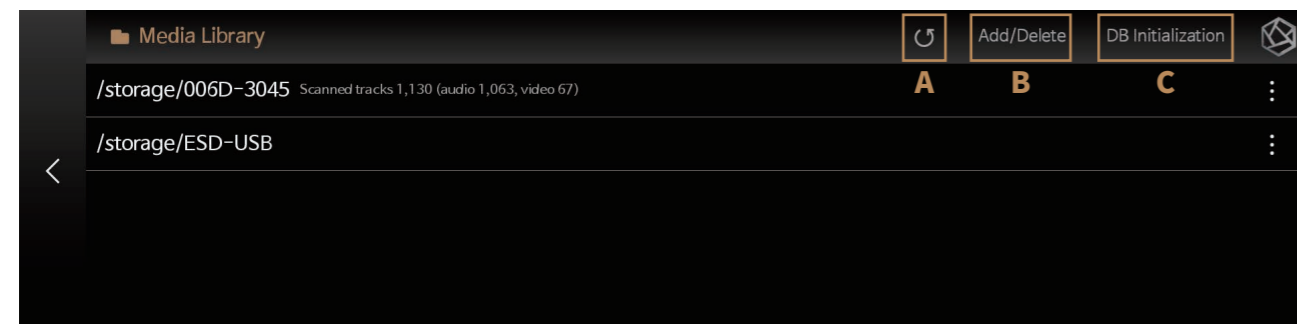 Media Library Add/Delete DB Initialization
A B C
/storage/006D-3045 Scanned tracks 1,130 (audio 1,063, video 67)
/storage/ESD-USB